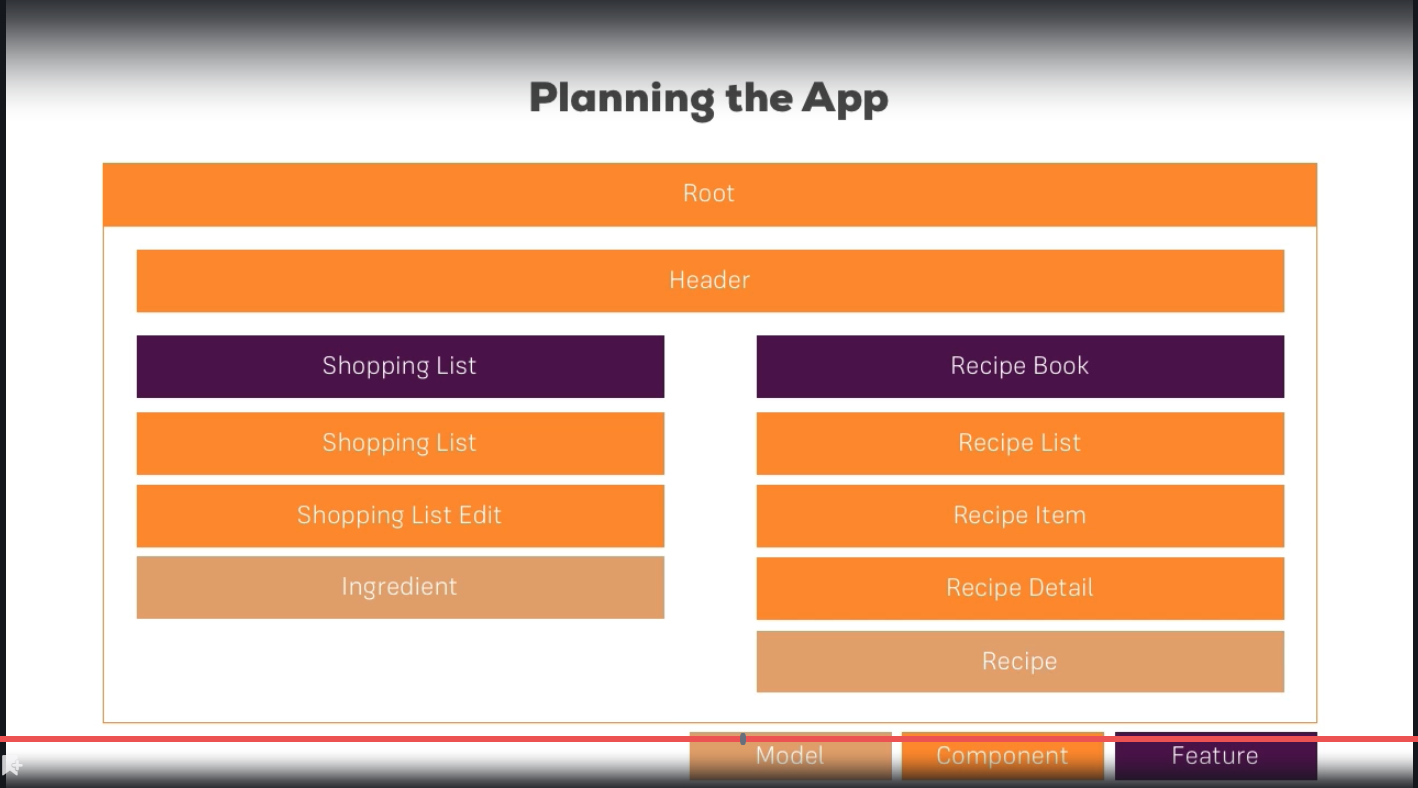 Planning the App
Root
Header
Shopping List
Recipe Book
Shopping List
Recipe List
Shopping List Edit
Recipe Item
Ingredient
Recipe Detail
Recipe
Model
Component
Feature